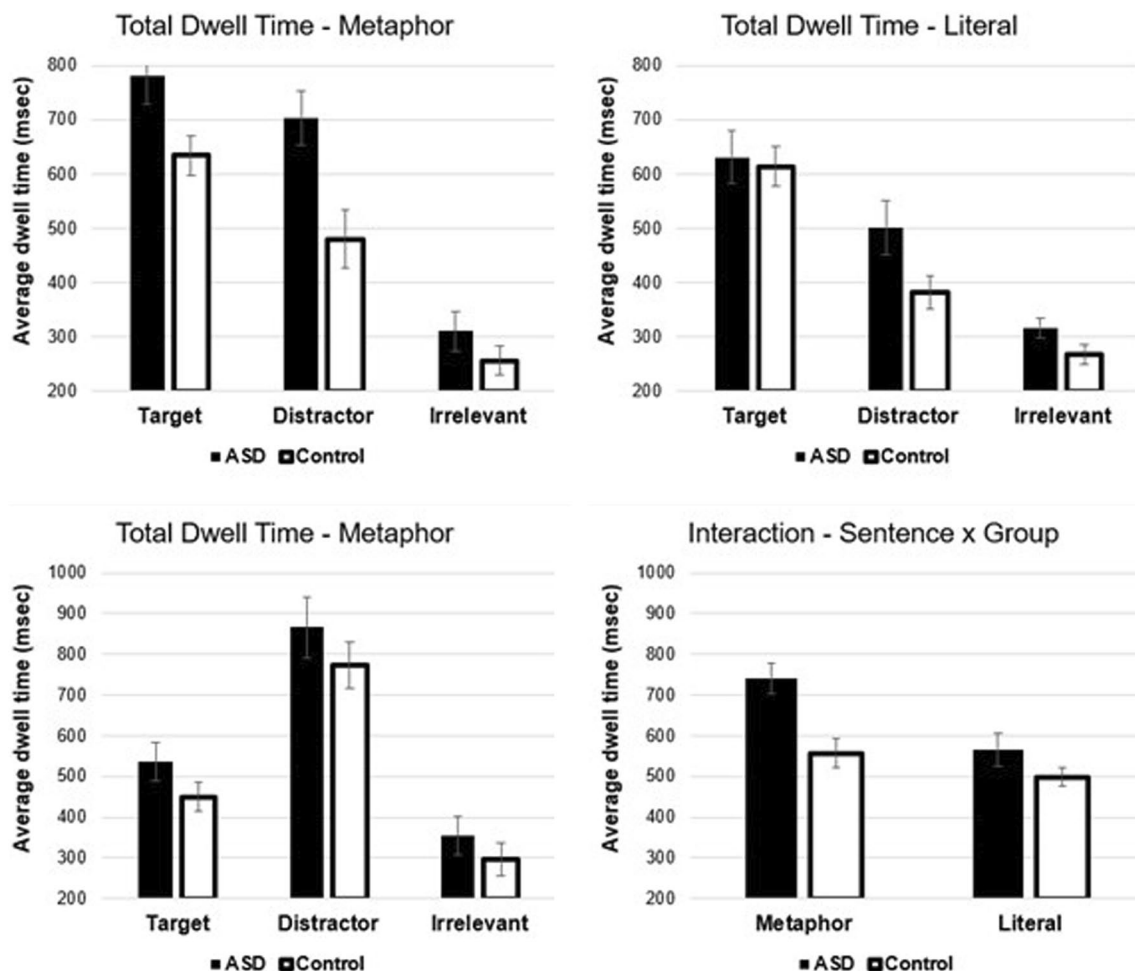 Total Dwell Time - Metaphor
Average dwell time (msec)
800
700
600
500
400
300
200
Target Distractor Irrelevant
ASD Control
Total Dwell Time - Literal
Average dwell time (msec)
800
700
600
500
400
300
200
Target Distractor Irrelevant
ASD Control
Total Dwell Time - Metaphor
Average dwell time (msec)
1000
900
800
700
600
500
400
300
200
Target Distractor Irrelevant
ASD Control
Interaction - Sentence x Group
Average dwell time (msec)
1000
900
800
700
600
500
400
300
200
Metaphor Literal
ASD Control